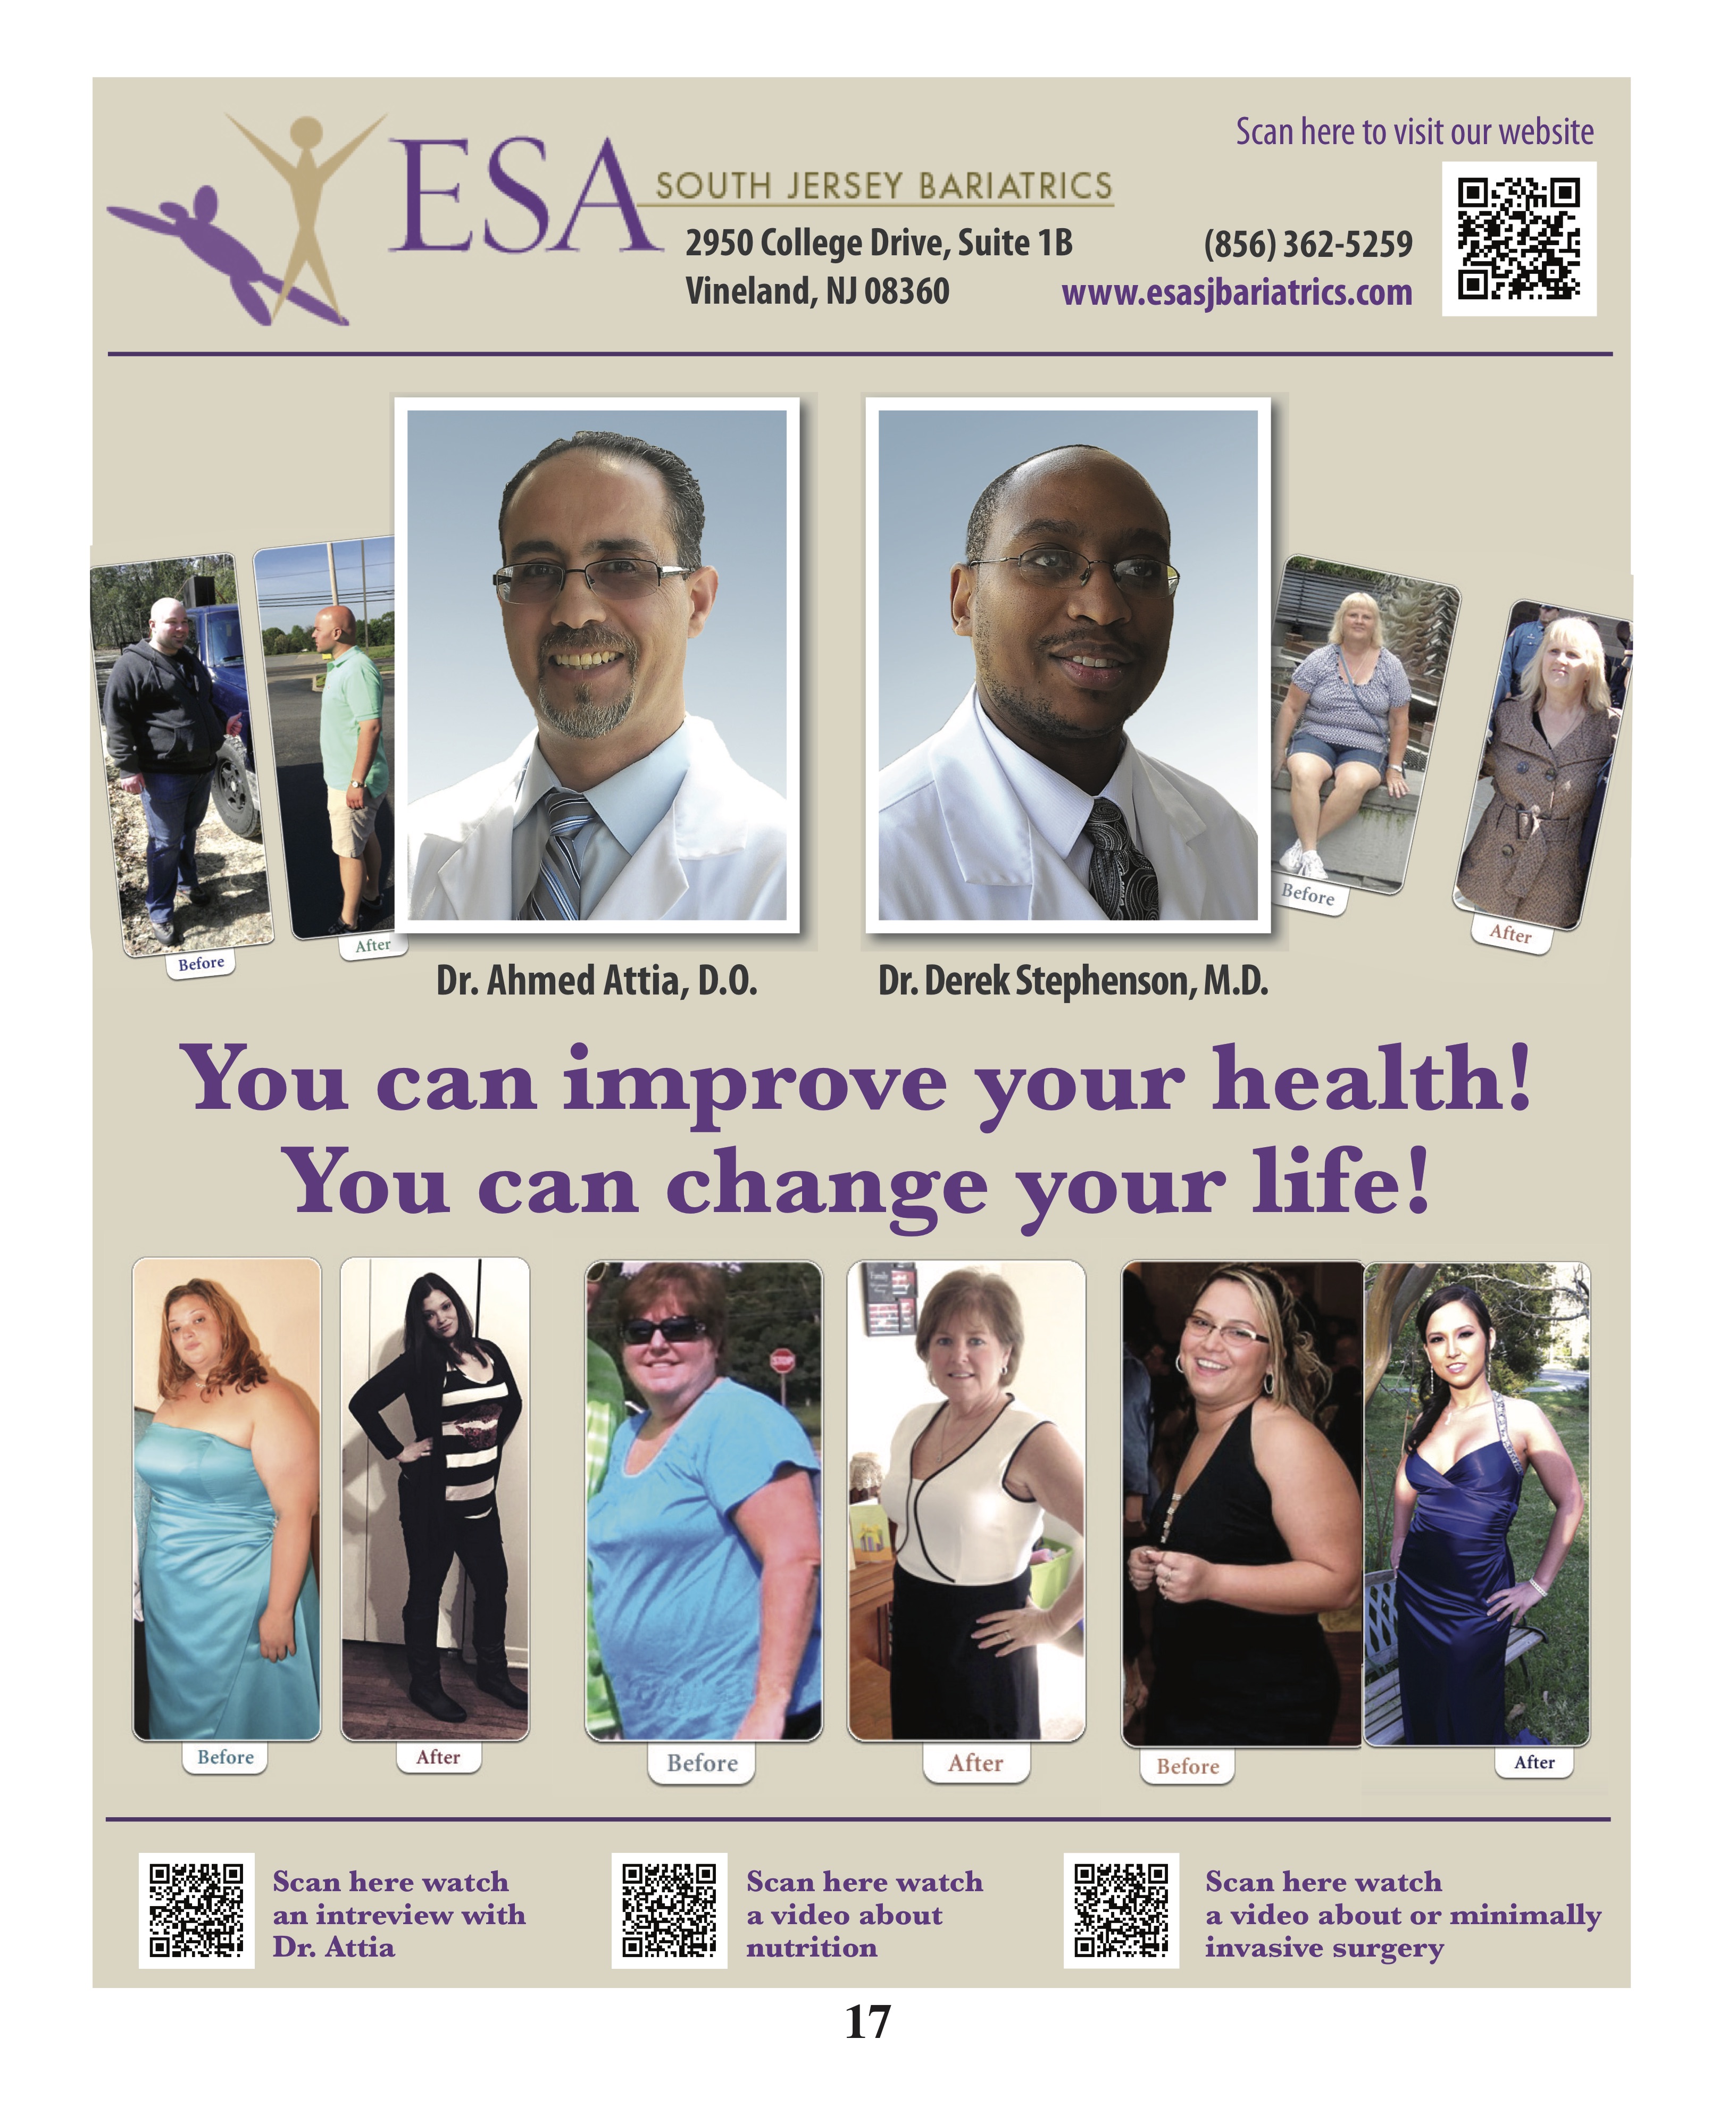 Scan here to visit our website
ESA
SOUTH JERSEY BARIATRICS
2950 College Drive, Suite 1B
Vineland, NJ 08360
(856) 362-5259
www.esasjbariatrics.com
Before
After
Before
After
Dr. Ahmed Attia, D.O.
Dr. Derek Stephenson, M.D.
You can improve your health!
You can change your life!
STOP
Family
Before
After
Before
After
Before
After
Scan here watch
an intreview with
Dr. Attia
Scan here watch
a video about
nutrition
Scan here watch
a video about or minimally
invasive surgery
17